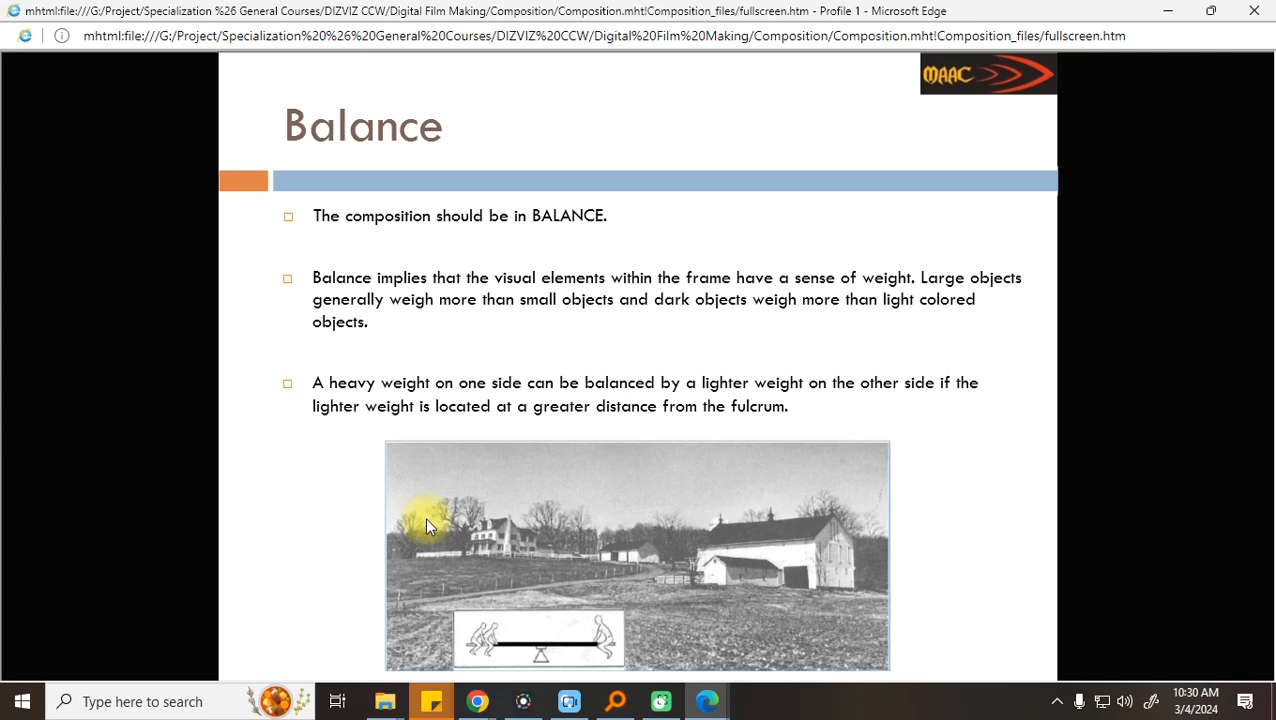 mhtml:file:///G:/Project/Specialization %26 General Courses/DIZVIZ CCW/Digital Film Making/Composition/Composition.mht!Composition_files/fullscreen.htm - Profile 1 - Microsoft Edge
mhtml:file:///G:/Project/Specialization%20%26%20General%20Courses/DIZVIZ%20CCW/Digital%20Film%20Making/Composition/Composition.mht!Composition_files/fullscreen.htm
MAAC
Balance
The composition should be in BALANCE.
Balance implies that the visual elements within the frame have a sense of weight. Large objects
generally weigh more than small objects and dark objects weigh more than light colored
objects.
A heavy weight on one side can be balanced by a lighter weight on the other side if the
lighter weight is located at a greater distance from the fulcrum.
Type here to search
10:30 AM
3/4/2024